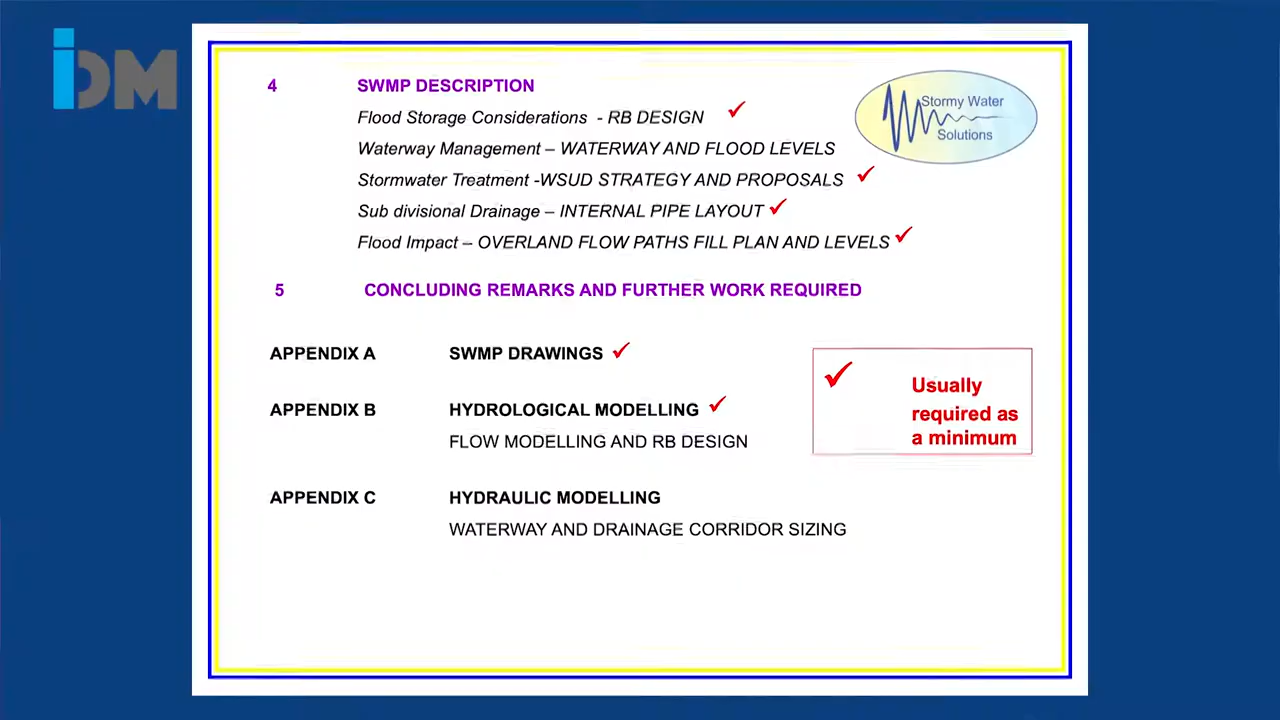 iDM
4 SWMP DESCRIPTION
Stormy Water
Solutions
Flood Storage Considerations - RB DESIGN ✓
Waterway Management – WATERWAY AND FLOOD LEVELS
Stormwater Treatment -WSUD STRATEGY AND PROPOSALS ✓
Sub divisional Drainage – INTERNAL PIPE LAYOUT ✓
Flood Impact – OVERLAND FLOW PATHS FILL PLAN AND LEVELS ✓
5 CONCLUDING REMARKS AND FURTHER WORK REQUIRED
APPENDIX A SWMP DRAWINGS ✓
APPENDIX B HYDROLOGICAL MODELLING ✓
FLOW MODELLING AND RB DESIGN
APPENDIX C HYDRAULIC MODELLING
WATERWAY AND DRAINAGE CORRIDOR SIZING
✓ Usually
required as
a minimum